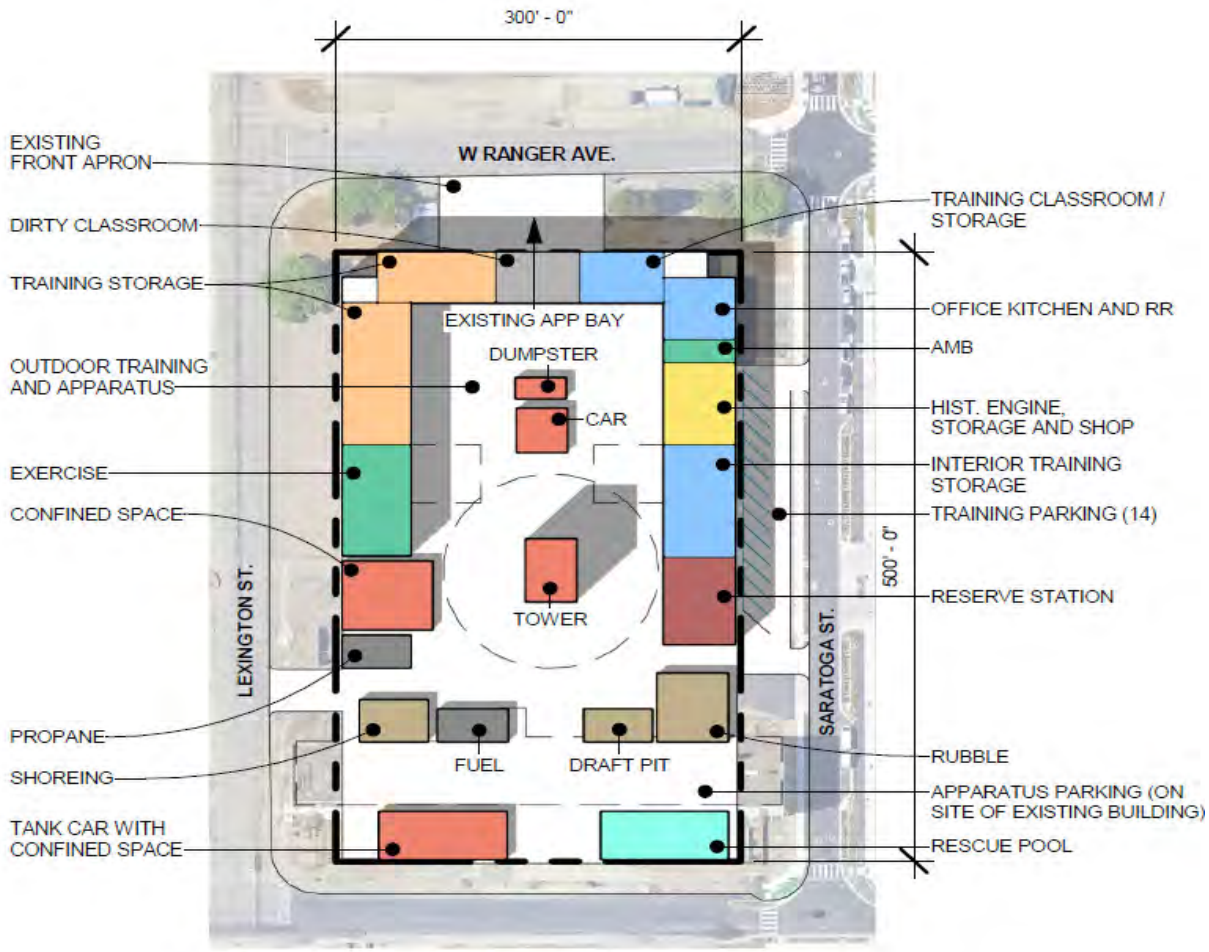 300' - 0"
W RANGER AVE.
EXISTING
FRONT APRON
DIRTY CLASSROOM
TRAINING STORAGE
OUTDOOR TRAINING
AND APPARATUS
EXERCISE
CONFINED SPACE
LEXINGTON ST.
PROPANE
SHOREING
TANK CAR WITH
CONFINED SPACE
EXISTING APP BAY
DUMPSTER
CAR
TOWER
FUEL
DRAFT PIT
TRAINING CLASSROOM /
STORAGE
OFFICE KITCHEN AND RR
AMB
HIST. ENGINE,
STORAGE AND SHOP
INTERIOR TRAINING
STORAGE
TRAINING PARKING (14)
500' - 0"
RESERVE STATION
SARATOGA ST.
RUBBLE
APPARATUS PARKING (ON
SITE OF EXISTING BUILDING)
RESCUE POOL